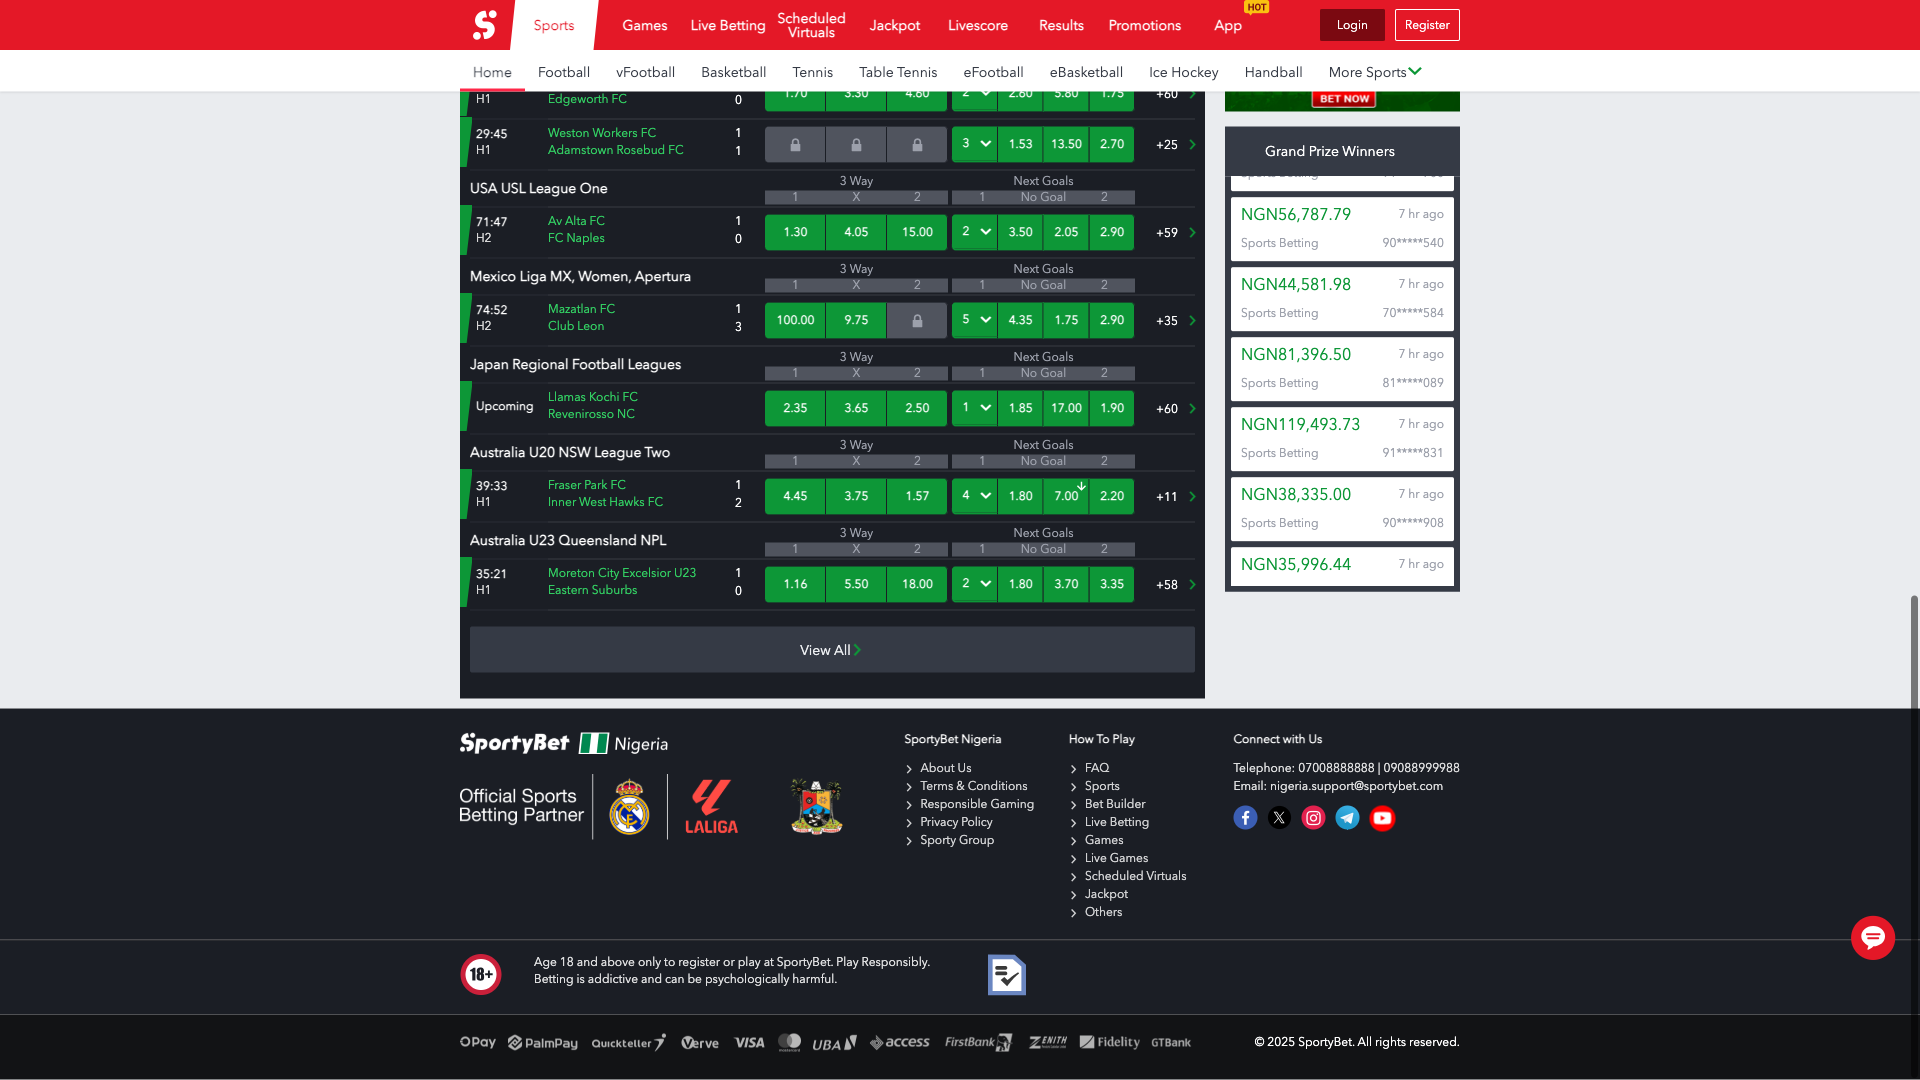 Sports
Games
Live Betting
Scheduled
Virtuals
Jackpot
Livescore
Results
Promotions
App
HOT
Login
Register
Home
Football
vFootball
Basketball
Tennis
Table Tennis
eFootball
eBasketball
Ice Hockey
Handball
More Sports
H1
Edgeworth FC
0
1.70
3.30
4.60
2
2.60
5.80
1.75
+60
29:45
H1
Weston Workers FC
1
Adamstown Rosebud FC
1
3
1.53
13.50
2.70
+25
USA USL League One
3 Way
Next Goals
1
X
2
1
No Goal
2
71:47
H2
Av Alta FC
1
FC Naples
0
1.30
4.05
15.00
2
3.50
2.05
2.90
+59
Mexico Liga MX, Women, Apertura
3 Way
Next Goals
1
X
2
1
No Goal
2
74:52
H2
Mazatlan FC
1
Club Leon
3
100.00
9.75
5
4.35
1.75
2.90
+35
Japan Regional Football Leagues
3 Way
Next Goals
1
X
2
1
No Goal
2
Upcoming
Llamas Kochi FC
Revenirosso NC
2.35
3.65
2.50
1
1.85
17.00
1.90
+60
Australia U20 NSW League Two
3 Way
Next Goals
1
X
2
1
No Goal
2
39:33
H1
Fraser Park FC
1
Inner West Hawks FC
2
4.45
3.75
1.57
4
1.80
7.00
2.20
+11
Australia U23 Queensland NPL
3 Way
Next Goals
1
X
2
1
No Goal
2
35:21
H1
Moreton City Excelsior U23
1
Eastern Suburbs
0
1.16
5.50
18.00
2
1.80
3.70
3.35
+58
View All
BET NOW
Grand Prize Winners
NGN56,787.79
7 hr ago
Sports Betting
90*****540
NGN44,581.98
7 hr ago
Sports Betting
70*****584
NGN81,396.50
7 hr ago
Sports Betting
81*****089
NGN119,493.73
7 hr ago
Sports Betting
91*****831
NGN38,335.00
7 hr ago
Sports Betting
90*****908
NGN35,996.44
7 hr ago
SportyBet
Nigeria
Official Sports
Betting Partner
LALIGA
SportyBet Nigeria
About Us
Terms & Conditions
Responsible Gaming
Privacy Policy
Sporty Group
How To Play
FAQ
Sports
Bet Builder
Live Betting
Games
Live Games
Scheduled Virtuals
Jackpot
Others
Connect with Us
Telephone: 07008888888 | 09088999988
Email: nigeria.support@sportybet.com
18+
Age 18 and above only to register or play at SportyBet. Play Responsibly.
Betting is addictive and can be psychologically harmful.
OPay
PalmPay
Quickteller
Verve
VISA
UBA
access
FirstBank
ZENITH
Fidelity
GTBank
© 2025 SportyBet. All rights reserved.